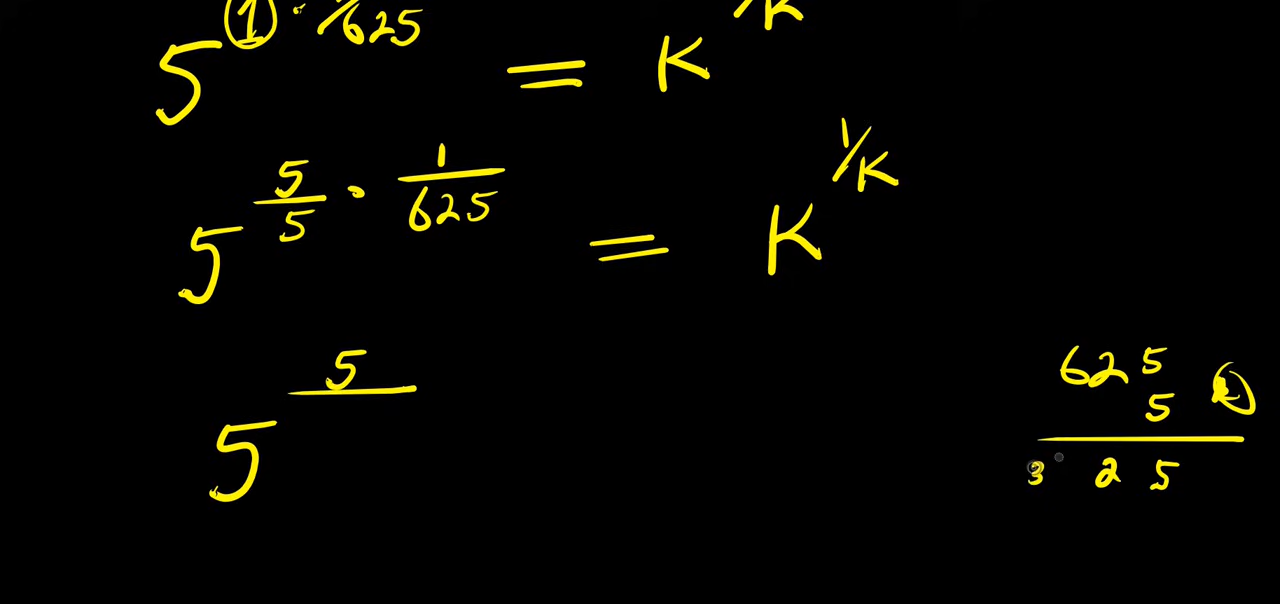 5^(① · 1/625) = K^(1/K)
5^(5/5 · 1/625) = K^(1/K)
5^(5/
625
5
3 25